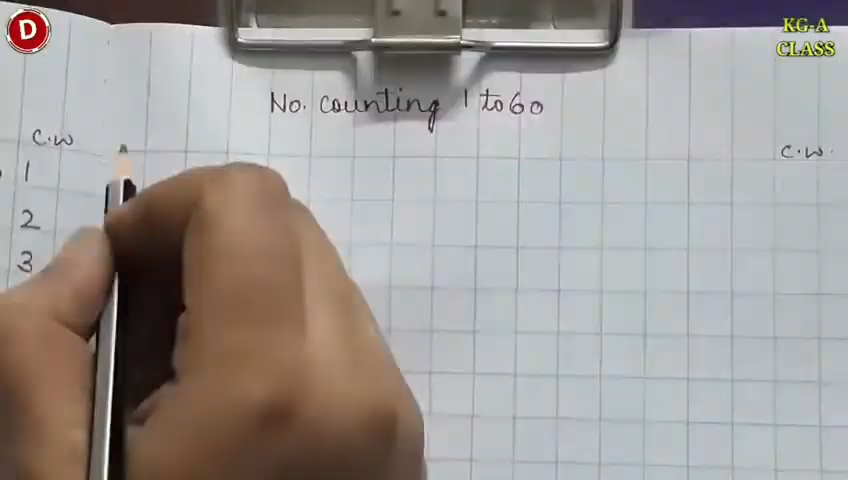 D
KG-A
CLASS
No. counting 1 to 60
C.W
C.W.
1
2
3